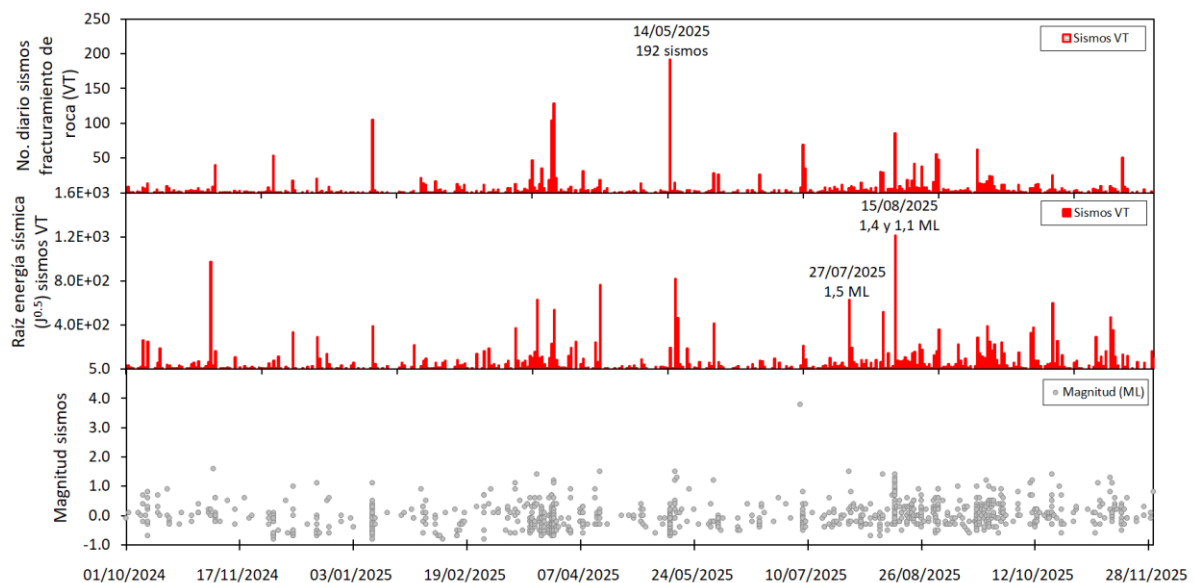 No. diario sismos
fracturamiento de
roca (VT)
250
200
150
100
50
1.6E+03
14/05/2025
192 sismos
Sismos VT
Raíz energía sísmica
(J^0.5) sismos VT
1.2E+03
8.0E+02
4.0E+02
5.0
27/07/2025
1,5 ML
15/08/2025
1,4 y 1,1 ML
Sismos VT
Magnitud sismos
4.0
3.0
2.0
1.0
0.0
-1.0
Magnitud (ML)
01/10/2024 17/11/2024 03/01/2025 19/02/2025 07/04/2025 24/05/2025 10/07/2025 26/08/2025 12/10/2025 28/11/2025